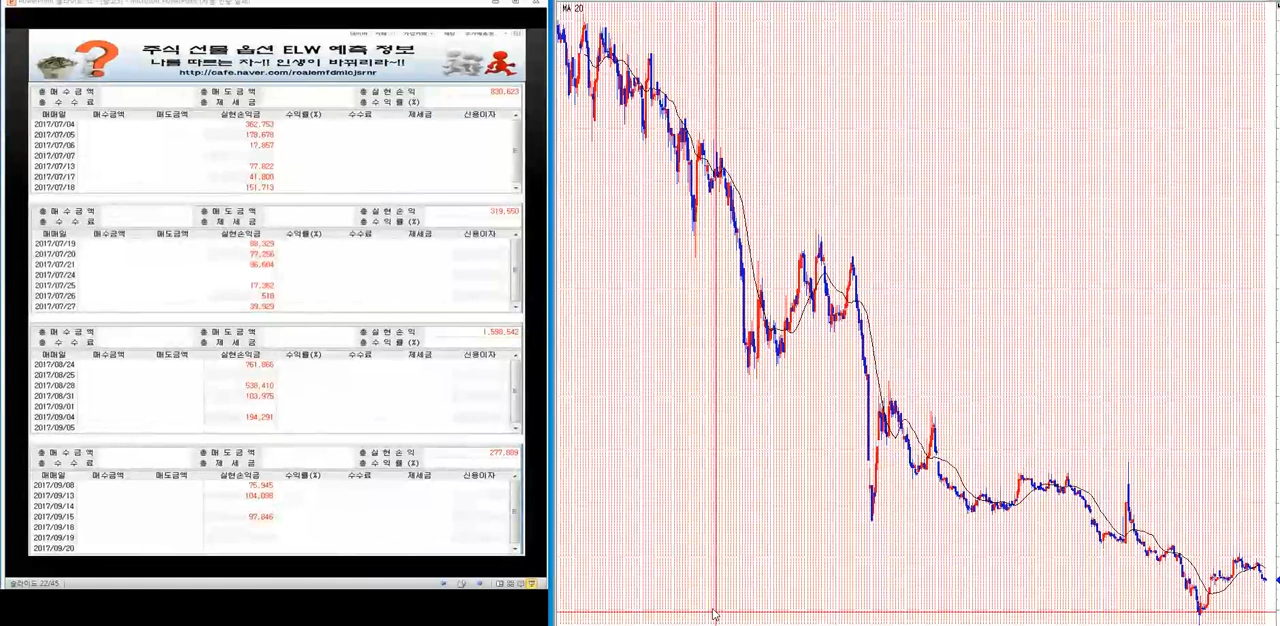 주식 선물 옵션 ELW 예측 정보
나를 따르는 자~!! 인생이 바뀌리라~!!
http://cafe.naver.com/roalemfdmlojsrnr
총 매 수 금 액 총 매 도 금 액 총 실 현 손 익 830,623
총 수 수 료 총 제 세 금 총 수 익 률 (%)
매매일 매수금액 매도금액 실현손익금 수익률(%) 수수료 제세금 신용이자
2017/07/04 362,753
2017/07/05 178,678
2017/07/06 17,857
2017/07/07
2017/07/13 77,822
2017/07/17 41,800
2017/07/18 151,713
총 매 수 금 액 총 매 도 금 액 총 실 현 손 익 319,550
총 수 수 료 총 제 세 금 총 수 익 률 (%)
매매일 매수금액 매도금액 실현손익금 수익률(%) 수수료 제세금 신용이자
2017/07/19 88,329
2017/07/20 77,256
2017/07/21 96,604
2017/07/24
2017/07/25 17,362
2017/07/26 518
2017/07/27 39,929
총 매 수 금 액 총 매 도 금 액 총 실 현 손 익 1,598,542
총 수 수 료 총 제 세 금 총 수 익 률 (%)
매매일 매수금액 매도금액 실현손익금 수익률(%) 수수료 제세금 신용이자
2017/08/24 761,866
2017/08/25
2017/08/28 538,410
2017/08/31 103,975
2017/09/01
2017/09/04 194,291
2017/09/05
총 매 수 금 액 총 매 도 금 액 총 실 현 손 익 277,889
총 수 수 료 총 제 세 금 총 수 익 률 (%)
매매일 매수금액 매도금액 실현손익금 수익률(%) 수수료 제세금 신용이자
2017/09/08 75,945
2017/09/13 104,098
2017/09/14
2017/09/15 97,846
2017/09/18
2017/09/19
2017/09/20
슬라이드 22/45
MA 20